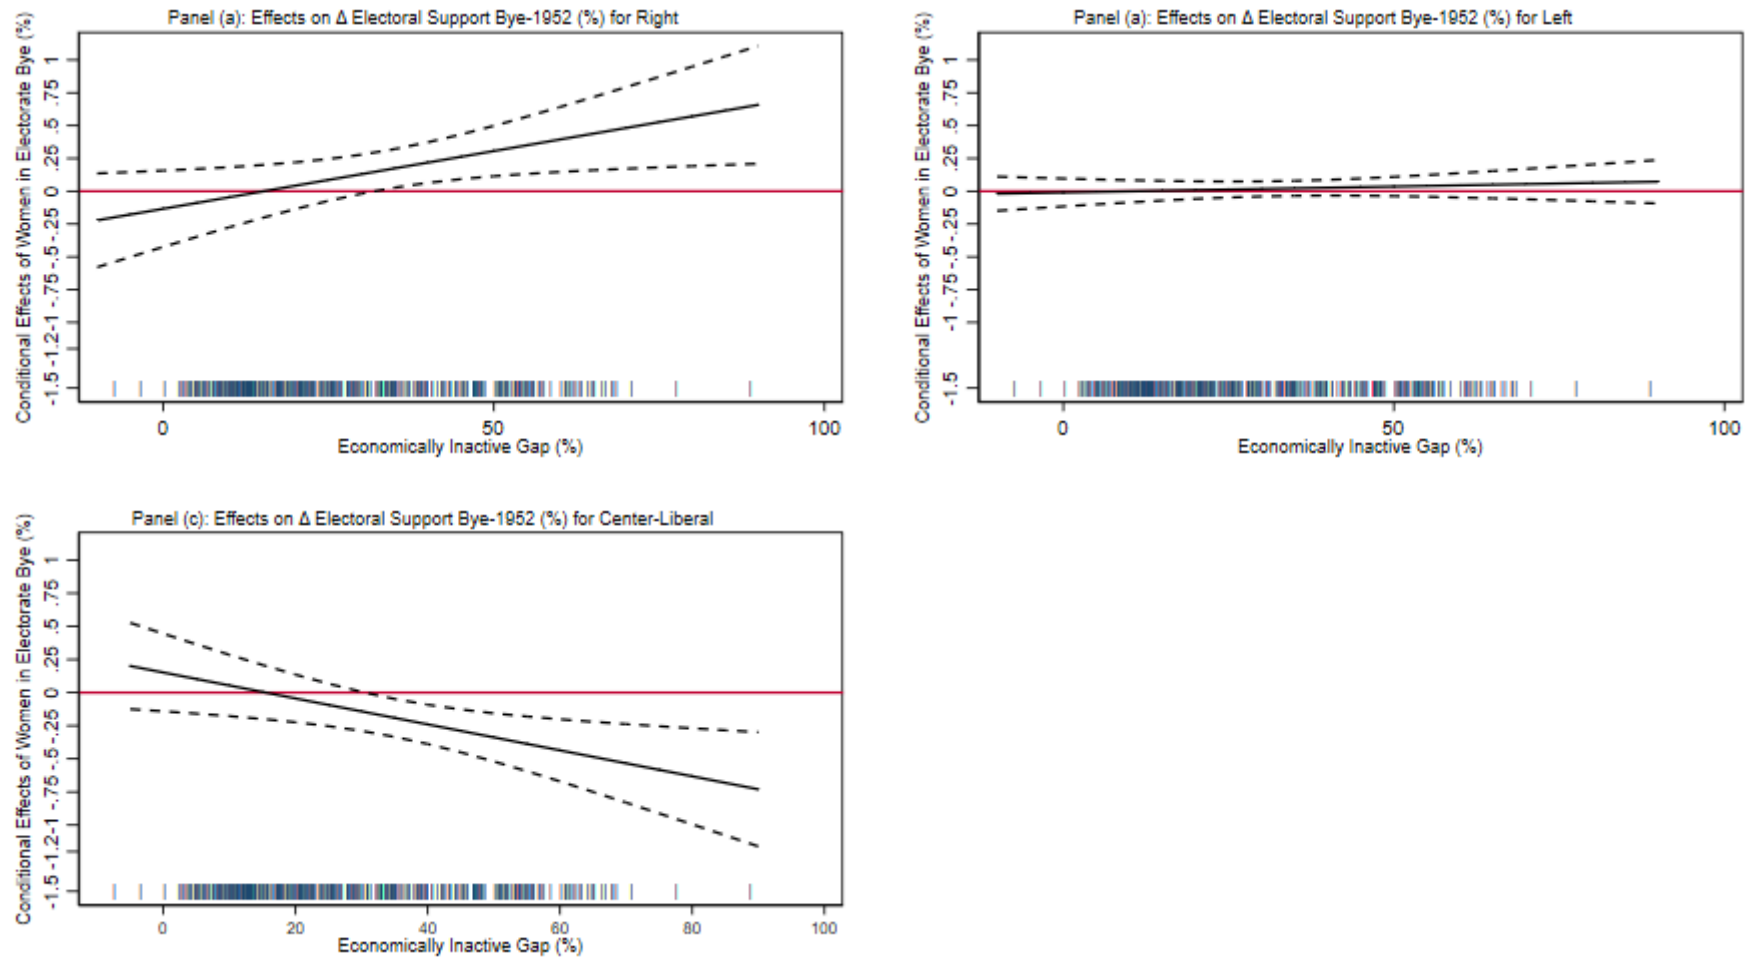 Panel (a): Effects on Δ Electoral Support Bye-1952 (%) for Right
Conditional Effects of Women in Electorate Bye (%)
1
.75
.5
.25
0
-.25
-.5
-.75
-1
-1.2
-1.5
0 50 100
Economically Inactive Gap (%)
Panel (a): Effects on Δ Electoral Support Bye-1952 (%) for Left
Conditional Effects of Women in Electorate Bye (%)
1
.75
.5
.25
0
-.25
-.5
-.75
-1
-1.5
0 50 100
Economically Inactive Gap (%)
Panel (c): Effects on Δ Electoral Support Bye-1952 (%) for Center-Liberal
Conditional Effects of Women in Electorate Bye (%)
1
.75
.5
.25
0
-.25
-.5
-.75
-1
-1.2
-1.5
0 20 40 60 80 100
Economically Inactive Gap (%)